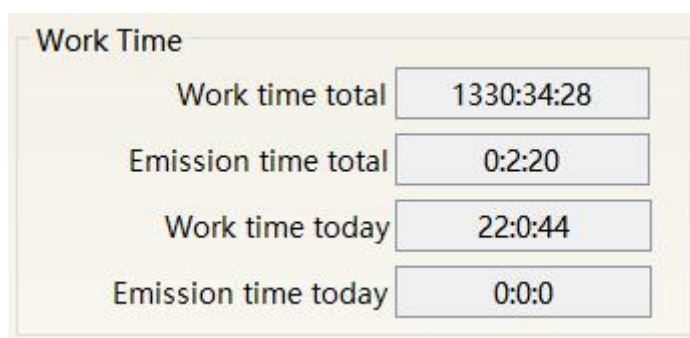 Work Time
Work time total 1330:34:28
Emission time total 0:2:20
Work time today 22:0:44
Emission time today 0:0:0